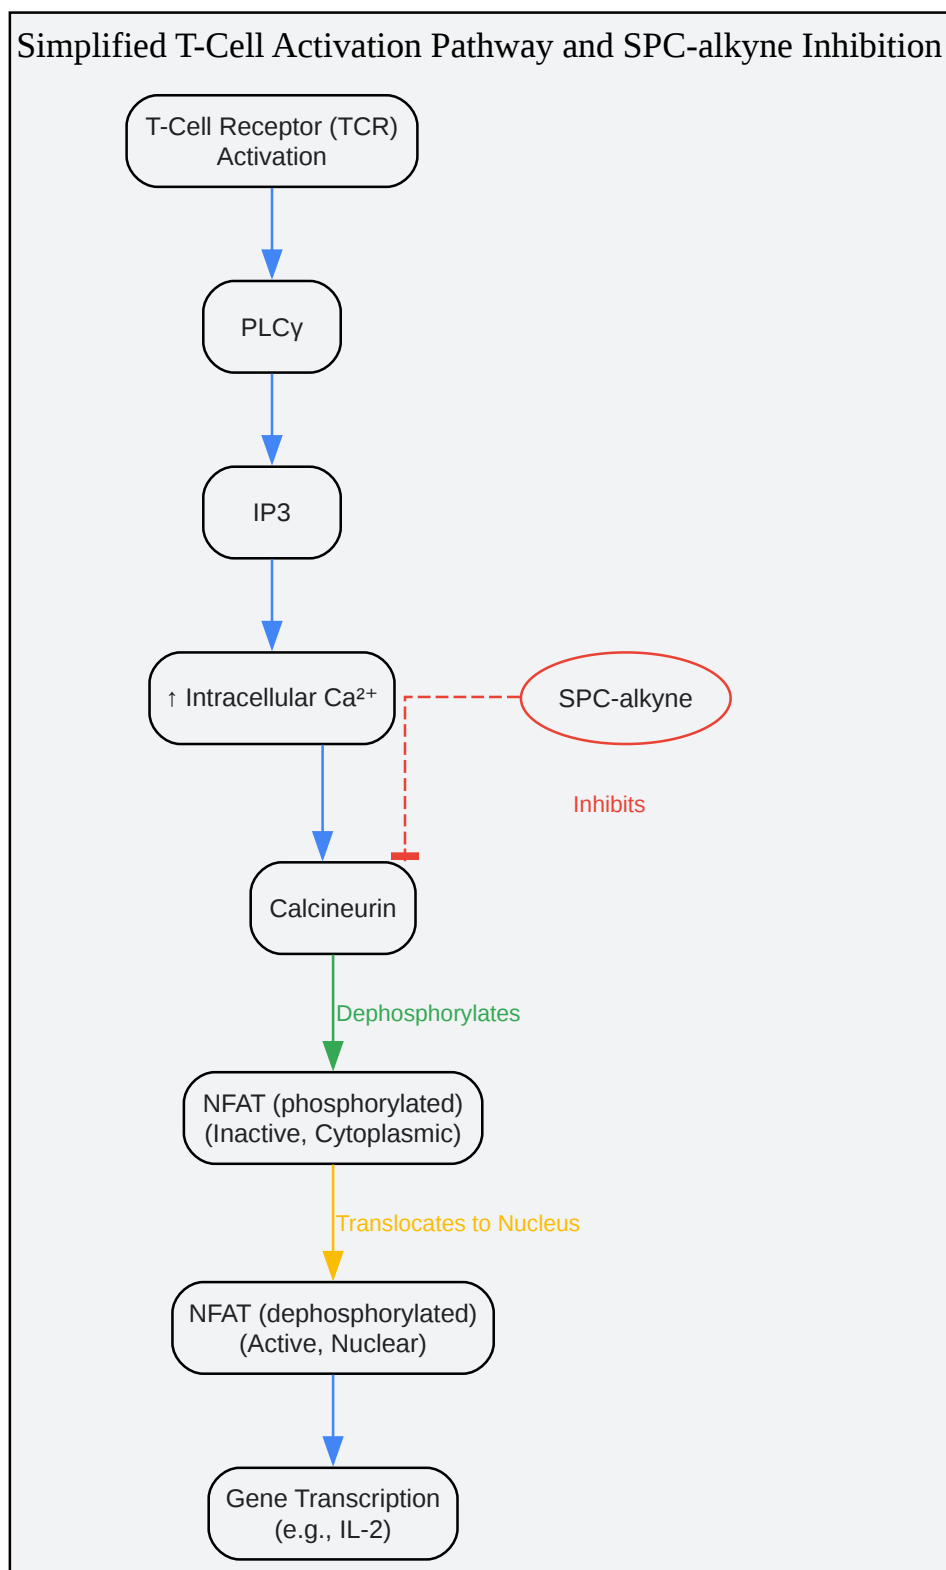 Simplified T-Cell Activation Pathway and SPC-alkyne Inhibition
T-Cell Receptor (TCR)
Activation
PLCγ
IP3
↑ Intracellular Ca²⁺
SPC-alkyne
Inhibits
Calcineurin
Dephosphorylates
NFAT (phosphorylated)
(Inactive, Cytoplasmic)
Translocates to Nucleus
NFAT (dephosphorylated)
(Active, Nuclear)
Gene Transcription
(e.g., IL-2)